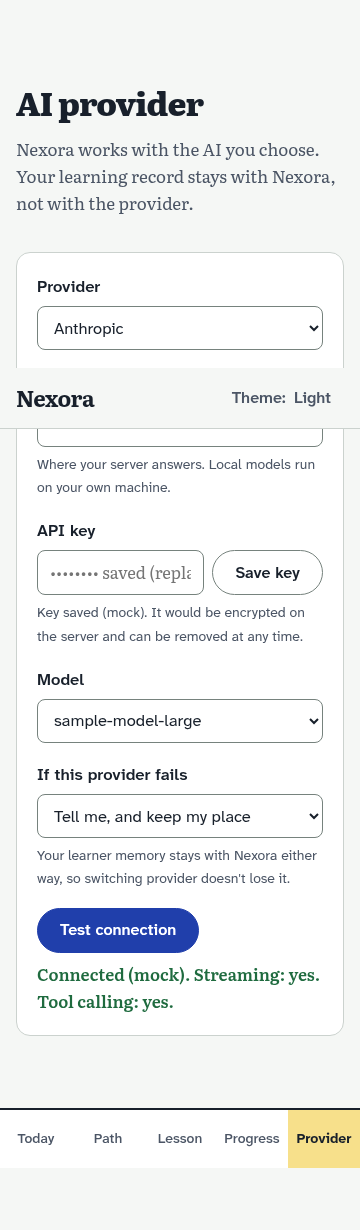 AI provider
Nexora works with the AI you choose.
Your learning record stays with Nexora,
not with the provider.
Provider
Anthropic
Nexora
Theme: Light
Where your server answers. Local models run
on your own machine.
API key
•••••••• saved (repla
Save key
Key saved (mock). It would be encrypted on
the server and can be removed at any time.
Model
sample-model-large
If this provider fails
Tell me, and keep my place
Your learner memory stays with Nexora either
way, so switching provider doesn't lose it.
Test connection
Connected (mock). Streaming: yes.
Tool calling: yes.
Today
Path
Lesson
Progress
Provider